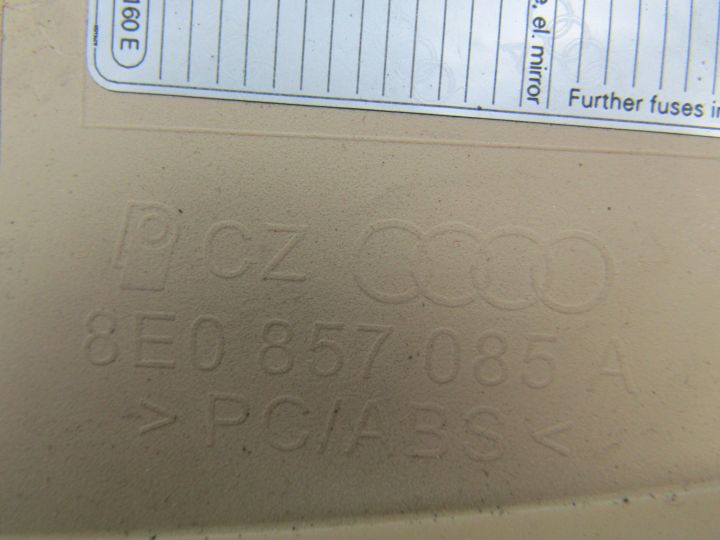 160 E
el. mirror
Further fuses
P CZ
8E0 857 085 A
> PC/ABS <